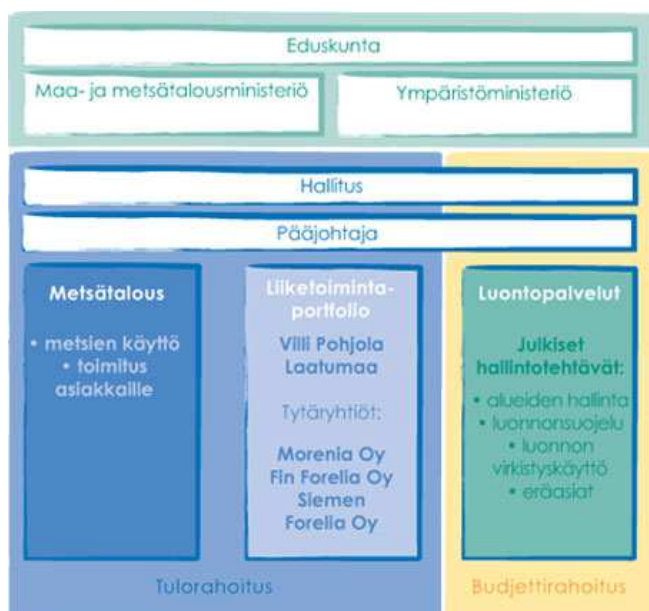 Eduskunta
Maa- ja metsätalousministeriö
Ympäristöministeriö
Hallitus
Pääjohtaja
Metsätalous
• metsien käyttö
• toimitus
asiakkaille
Liiketoiminta-
portfolio
Villi Pohjola
Laatumaa
Tytäryhtiöt:
Morenia Oy
Fin Forelia Oy
Siemen
Forelia Oy
Luontopalvelut
Julkiset
hallintotehtävät:
• alueiden hallinta
• luonnonsuojelu
• luonnon
virkistyskäyttö
• eräasiat
Tulorahoitus
Budjettirahoitus